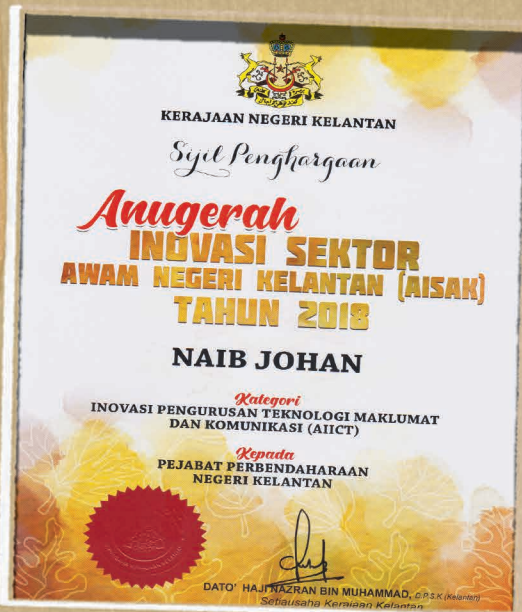 KERAJAAN NEGERI KELANTAN
Sijil Penghargaan
Anugerah
INOVASI SEKTOR
AWAM NEGERI KELANTAN (AISAK)
TAHUN 2018
NAIB JOHAN
Kategori
INOVASI PENGURUSAN TEKNOLOGI MAKLUMAT
DAN KOMUNIKASI (AIICT)
Kepada
PEJABAT PERBENDAHARAAN
NEGERI KELANTAN
DATO' HAJI NAZRAN BIN MUHAMMAD, D.P.S.K (Kelantan)
Setiausaha Kerajaan Kelantan